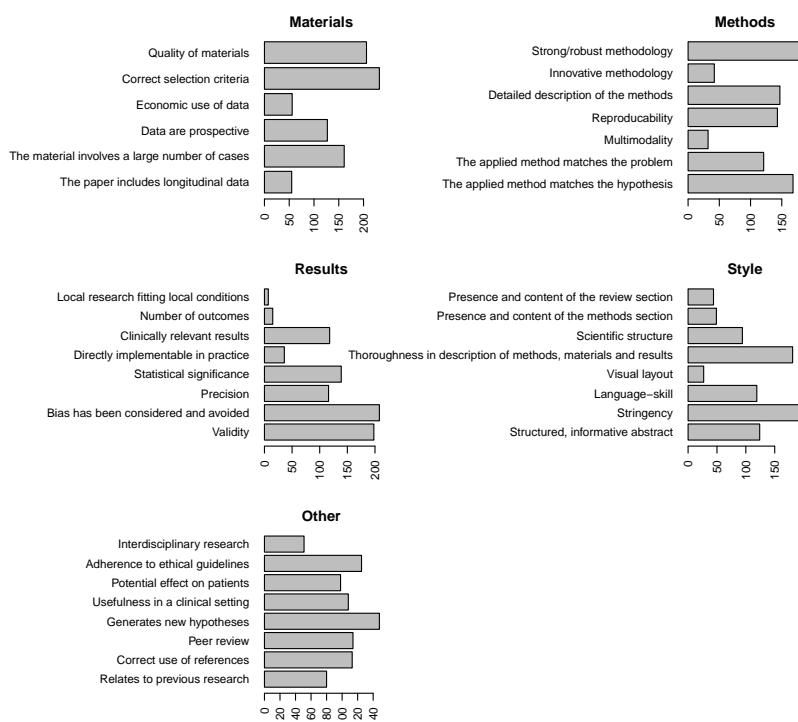 Materials
Quality of materials
Correct selection criteria
Economic use of data
Data are prospective
The material involves a large number of cases
The paper includes longitudinal data
0 50 100 150 200
Methods
Strong/robust methodology
Innovative methodology
Detailed description of the methods
Reproducability
Multimodality
The applied method matches the problem
The applied method matches the hypothesis
0 50 100 150
Results
Local research fitting local conditions
Number of outcomes
Clinically relevant results
Directly implementable in practice
Statistical significance
Precision
Bias has been considered and avoided
Validity
0 50 100 150 200
Style
Presence and content of the review section
Presence and content of the methods section
Scientific structure
Thoroughness in description of methods, materials and results
Visual layout
Language−skill
Stringency
Structured, informative abstract
0 50 100 150
Other
Interdisciplinary research
Adherence to ethical guidelines
Potential effect on patients
Usefulness in a clinical setting
Generates new hypotheses
Peer review
Correct use of references
Relates to previous research
0 20 40 60 80 00 20 40